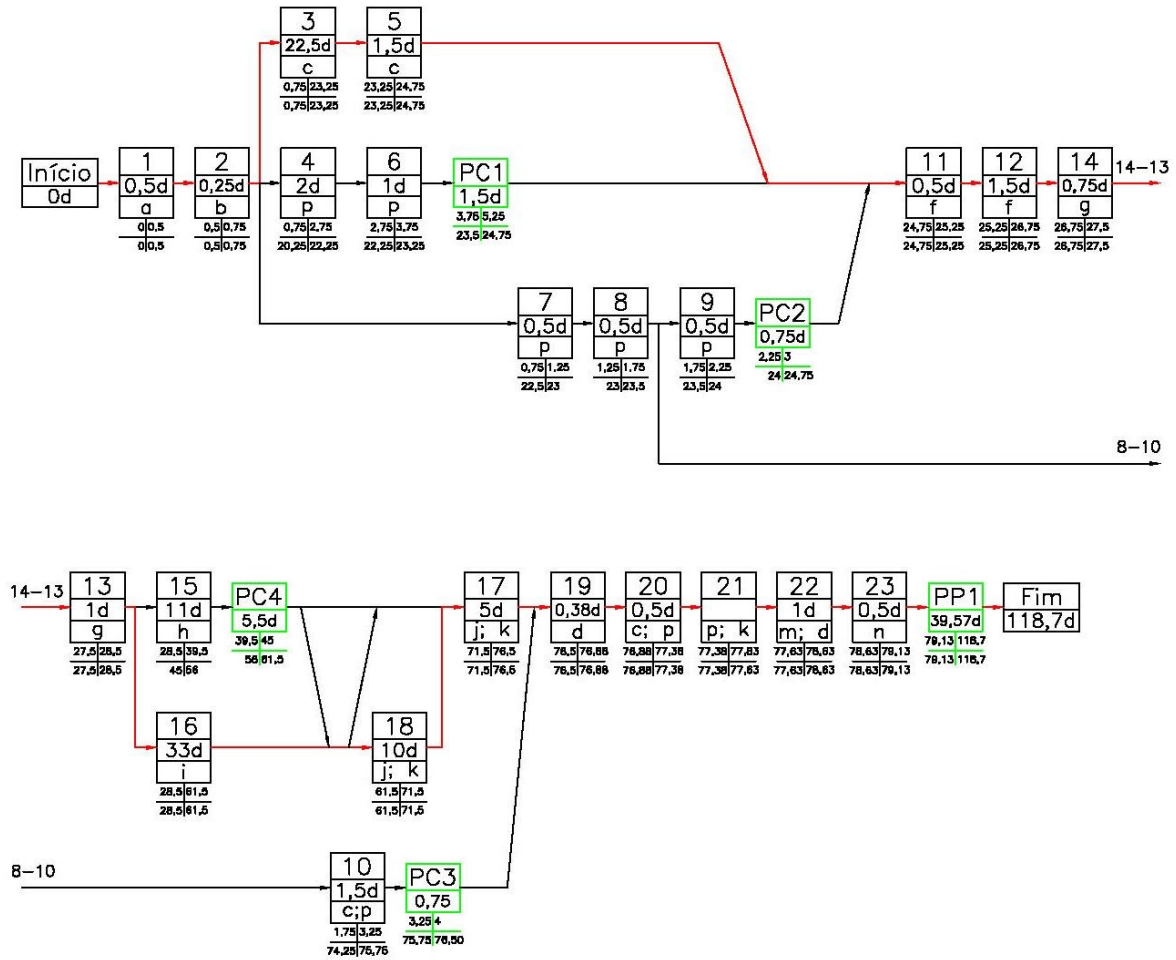 Início
0d
1
0,5d
a
0 0,5
0 0,5
2
0,25d
b
0,5 0,75
0,5 0,75
3
22,5d
c
0,75 23,25
0,75 23,25
5
1,5d
c
23,25 24,75
23,25 24,75
4
2d
p
0,75 2,75
20,25 22,25
6
1d
p
2,75 3,75
22,25 23,25
PC1
1,5d
3,75 5,25
23,5 24,75
7
0,5d
p
0,75 1,25
22,5 23
8
0,5d
p
1,25 1,75
23 23,5
9
0,5d
p
1,75 2,25
23,5 24
PC2
0,75d
2,25 3
24 24,75
11
0,5d
f
24,75 25,25
24,75 25,25
12
1,5d
f
25,25 26,75
25,25 26,75
14
0,75d
g
26,75 27,5
26,75 27,5
14-13
8-10
14-13
13
1d
g
27,5 28,5
27,5 28,5
15
11d
h
28,5 39,5
45 56
PC4
5,5d
39,5 45
56 61,5
16
33d
i
28,5 61,5
28,5 61,5
18
10d
j; k
61,5 71,5
61,5 71,5
17
5d
j; k
71,5 76,5
71,5 76,5
19
0,38d
d
76,5 76,88
76,5 76,88
20
0,5d
c; p
76,88 77,38
76,88 77,38
21
p; k
77,38 77,63
77,38 77,63
22
1d
m; d
77,63 78,63
77,63 78,63
23
0,5d
n
78,63 79,13
78,63 79,13
PP1
39,57d
79,13 118,7
79,13 118,7
Fim
118,7d
8-10
10
1,5d
c;p
1,75 3,25
74,25 75,75
PC3
0,75
3,25 4
75,75 76,50